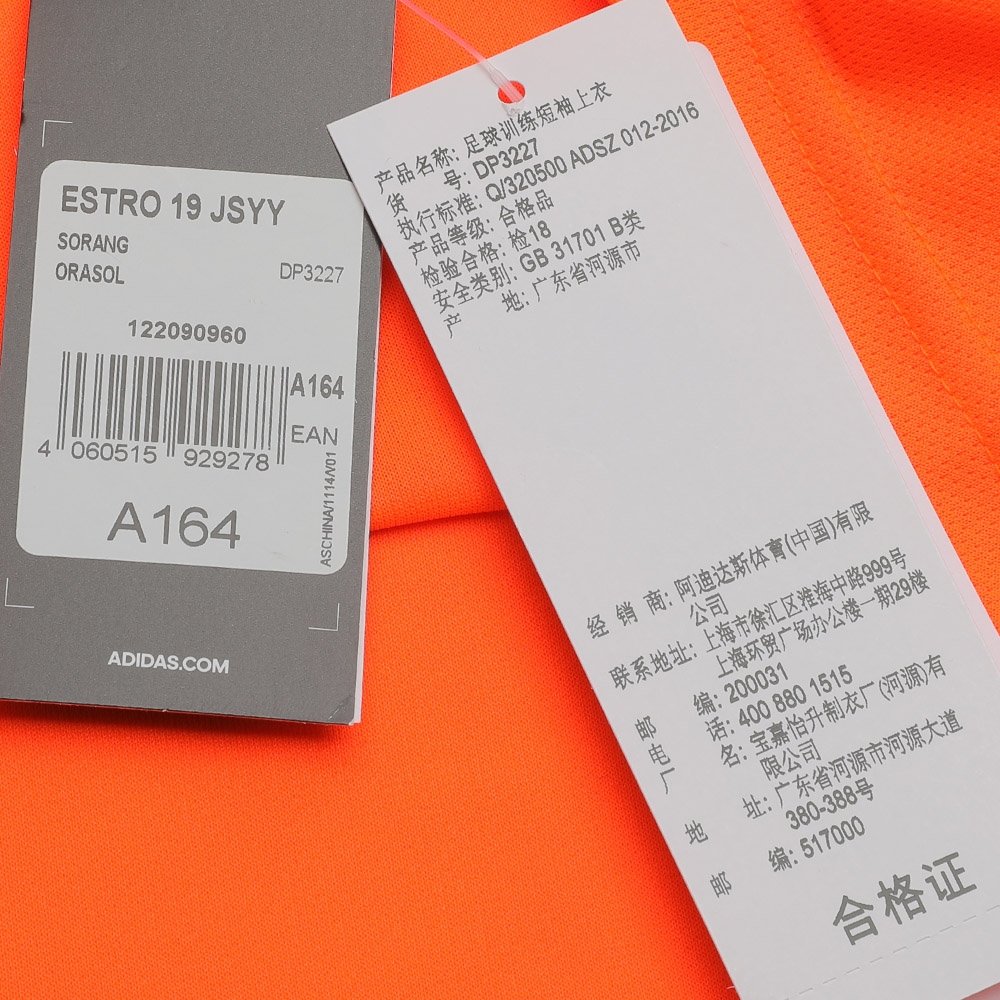 ESTRO 19 JSYY
SORANG
ORASOL DP3227
122090960
A164
EAN
4 060515 929278
A164
ASCHINA/1114/V01
ADIDAS.COM
产品名称: 足球训练短袖上衣
货 号: DP3227
执行标准: Q/320500 ADSZ 012-2016
产品等级: 合格品
检验合格: 检18
安全类别: GB 31701 B类
产 地: 广东省河源市
经 销 商: 阿迪达斯体育(中国)有限
公司
联系地址: 上海市徐汇区淮海中路999号
上海环贸广场办公楼一期29楼
邮 编: 200031
电 话: 400 880 1515
厂 名: 宝嘉怡升制衣厂(河源)有
限公司
地 址: 广东省河源市河源大道
380-388号
邮 编: 517000
合格证